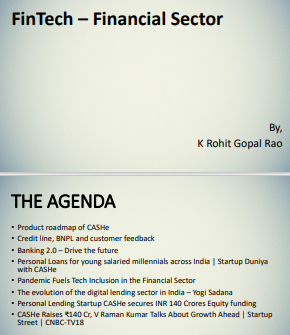 FinTech – Financial Sector
By,
K Rohit Gopal Rao
THE AGENDA
• Product roadmap of CASHe
• Credit line, BNPL and customer feedback
• Banking 2.0 – Drive the future
• Personal Loans for young salaried millennials across India | Startup Duniya
with CASHe
• Pandemic Fuels Tech Inclusion in the Financial Sector
• The evolution of the digital lending sector in India – Yogi Sadana
• Personal Lending Startup CASHe secures INR 140 Crores Equity funding
• CASHe Raises ₹140 Cr, V Raman Kumar Talks About Growth Ahead | Startup
Street | CNBC-TV18